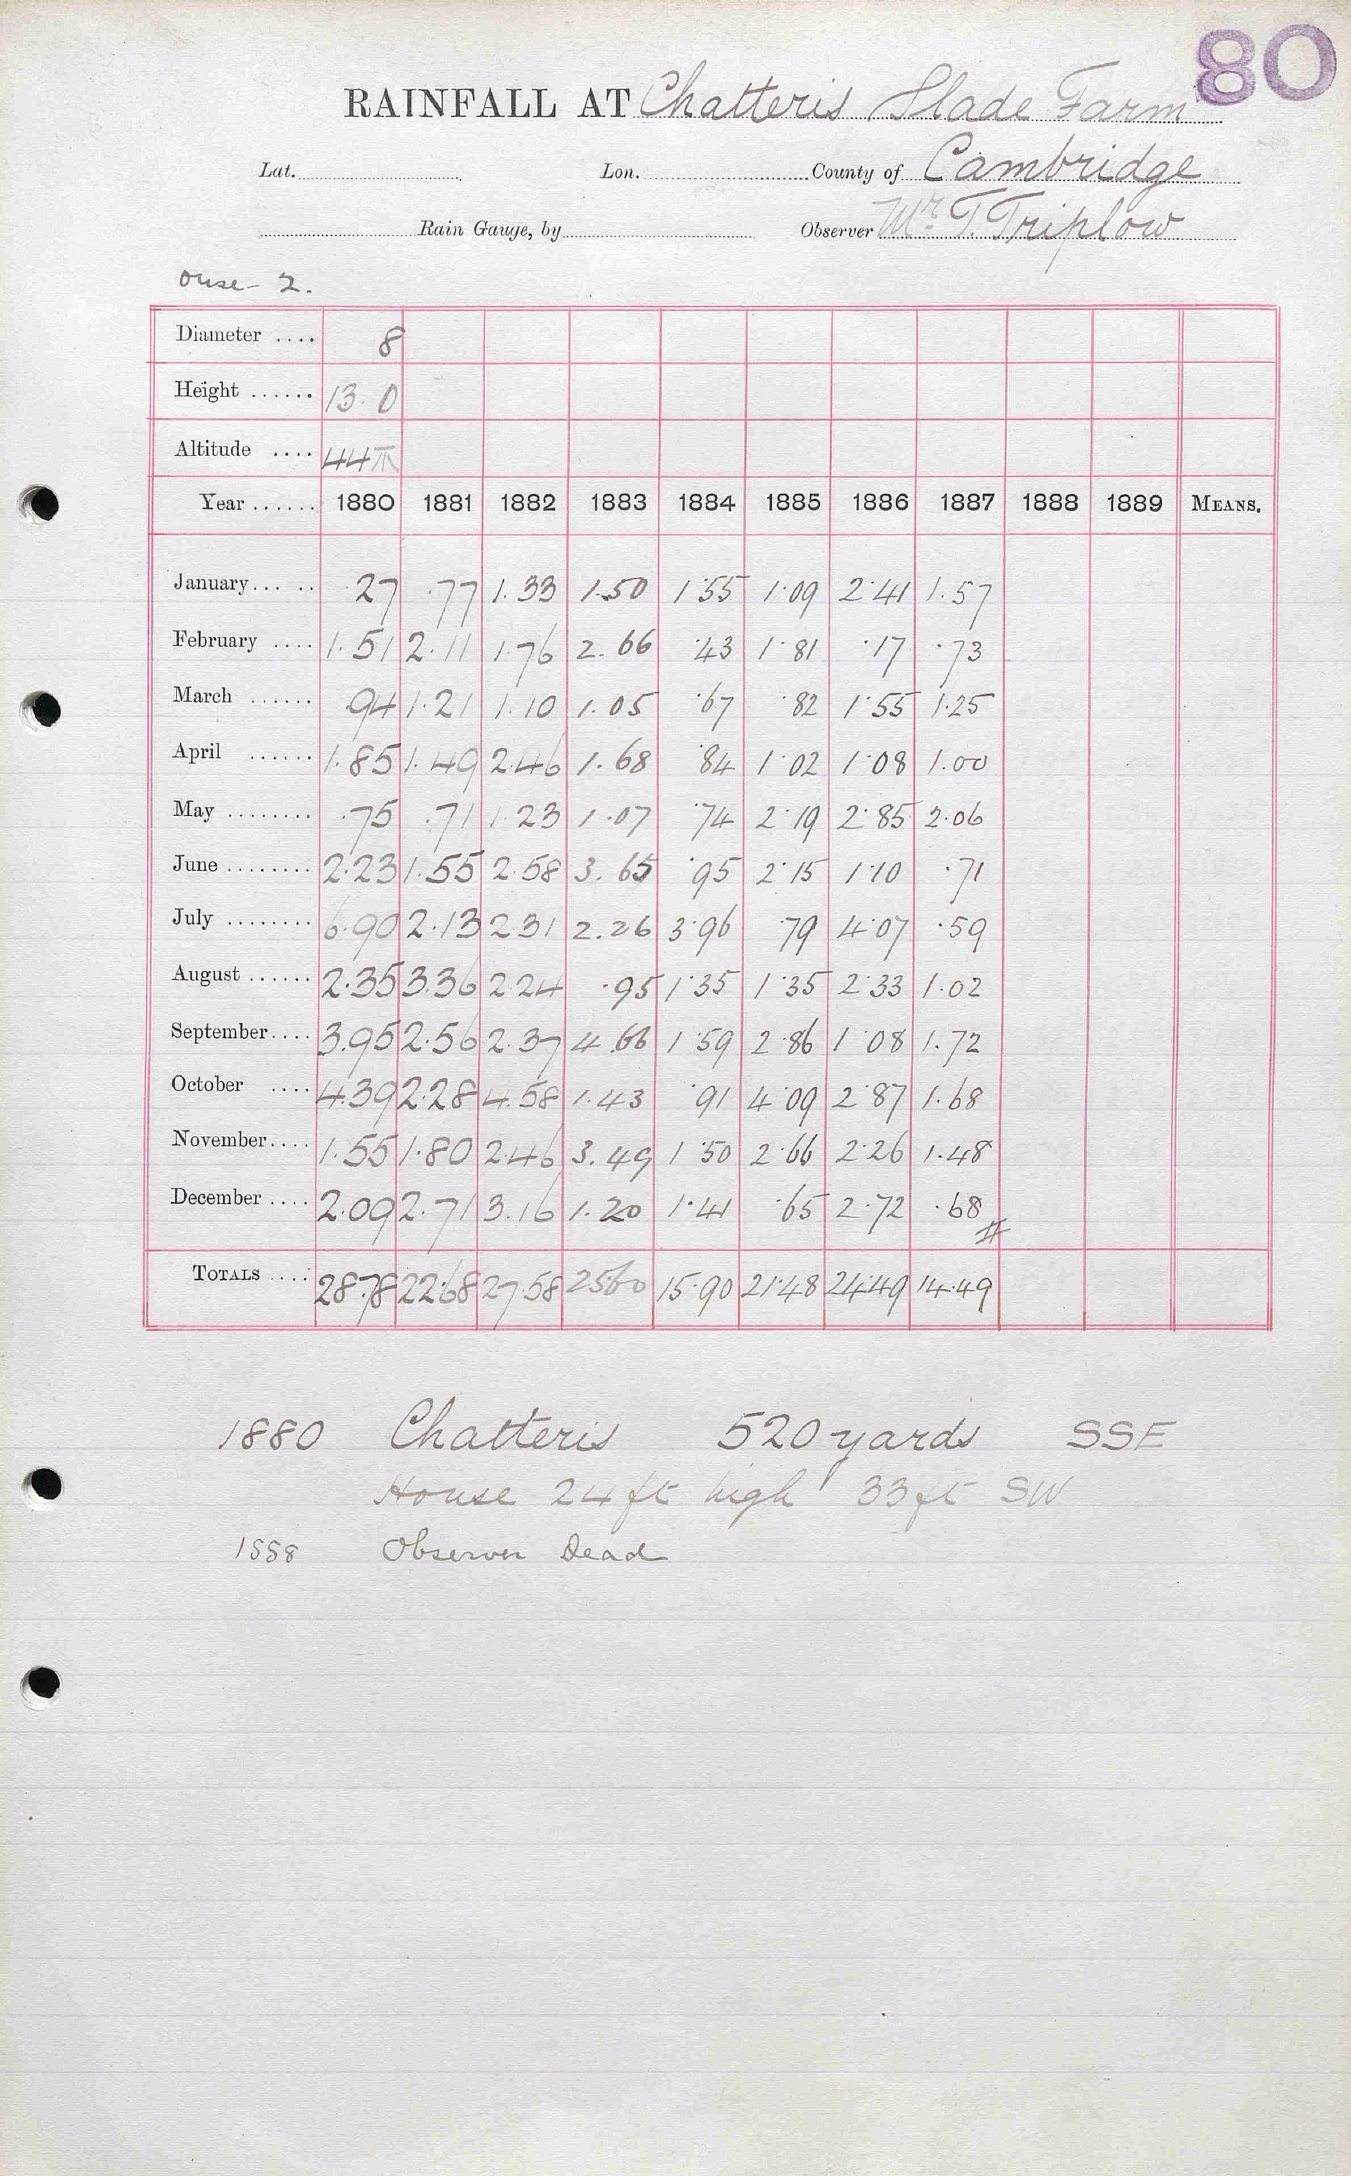 80
RAINFALL AT Chatteris Slade Farm
Lat. Lon. County of Cambridge
Rain Gauge, by Observer Mr. T. Triplow
Ouse - 2.
Diameter .... 8
Height ...... 13.0
Altitude .... 44
Year ...... 1880 1881 1882 1883 1884 1885 1886 1887 1888 1889 MEANS.
January... .. .27 .77 1.33 1.50 1.55 1.09 2.41 1.57
February .... 1.51 2.11 1.76 2.66 .43 1.81 .17 .73
March ...... .94 1.21 1.10 1.05 .67 .82 1.55 1.25
April ...... 1.85 1.49 2.46 1.68 .84 1.02 1.08 1.00
May ........ .75 .71 1.23 1.07 .74 2.19 2.85 2.06
June ........ 2.23 1.55 2.58 3.65 .95 2.15 1.10 .71
July ........ 6.90 2.13 2.31 2.26 3.96 .79 4.07 .59
August ...... 2.35 3.36 2.24 .95 1.35 1.35 2.33 1.02
September.... 3.95 2.56 2.37 4.66 1.59 2.86 1.08 1.72
October .... 4.39 2.28 4.58 1.43 .91 4.09 2.87 1.68
November.... 1.55 1.80 2.46 3.49 1.50 2.66 2.26 1.48
December .... 2.09 2.71 3.16 1.20 1.41 .65 2.72 .68
TOTALS .... 28.78 22.68 27.58 25.60 15.90 21.48 24.49 14.49
1880 Chatteris 520 yards SSE
House 24 ft high 33 ft SW
1888 Observer Dead